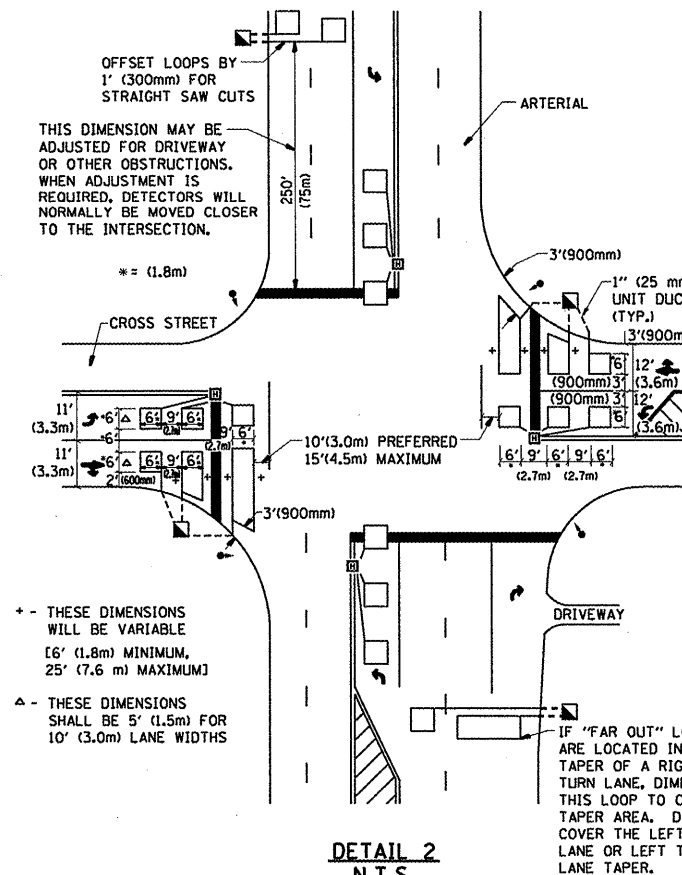 OFFSET LOOPS BY
1' (300mm) FOR
STRAIGHT SAW CUTS
ARTERIAL
THIS DIMENSION MAY BE
ADJUSTED FOR DRIVEWAY
OR OTHER OBSTRUCTIONS.
WHEN ADJUSTMENT IS
REQUIRED, DETECTORS WILL
NORMALLY BE MOVED CLOSER
TO THE INTERSECTION.
250'
(75m)
* = (1.8m)
H
3'(900mm)
1" (25 mm
UNIT DUC
(TYP.)
3'(900m
CROSS STREET
*6'
12'
(3.6m)
(900mm) 3'
(900mm) 3'
12'
(3.6m)
6'
H
6' 9' 6' 9' 6'
* * *
(2.7m) (2.7m)
H
11'
(3.3m)
*6'
*6'
6' 9' 6'
9' 6'
(2.7m)
11'
(3.3m)
*6'
2' (600mm)
6' 9' 6'
10'(3.0m) PREFERRED
15'(4.5m) MAXIMUM
3'(900mm)
H
+ - THESE DIMENSIONS
WILL BE VARIABLE
[6' (1.8m) MINIMUM,
25' (7.6 m) MAXIMUM]
△ - THESE DIMENSIONS
SHALL BE 5' (1.5m) FOR
10' (3.0m) LANE WIDTHS
DRIVEWAY
IF "FAR OUT" LO
ARE LOCATED IN
TAPER OF A RIG
TURN LANE, DIME
THIS LOOP TO C
TAPER AREA. D
COVER THE LEFT
LANE OR LEFT T
LANE TAPER.
DETAIL 2
N.T.S.